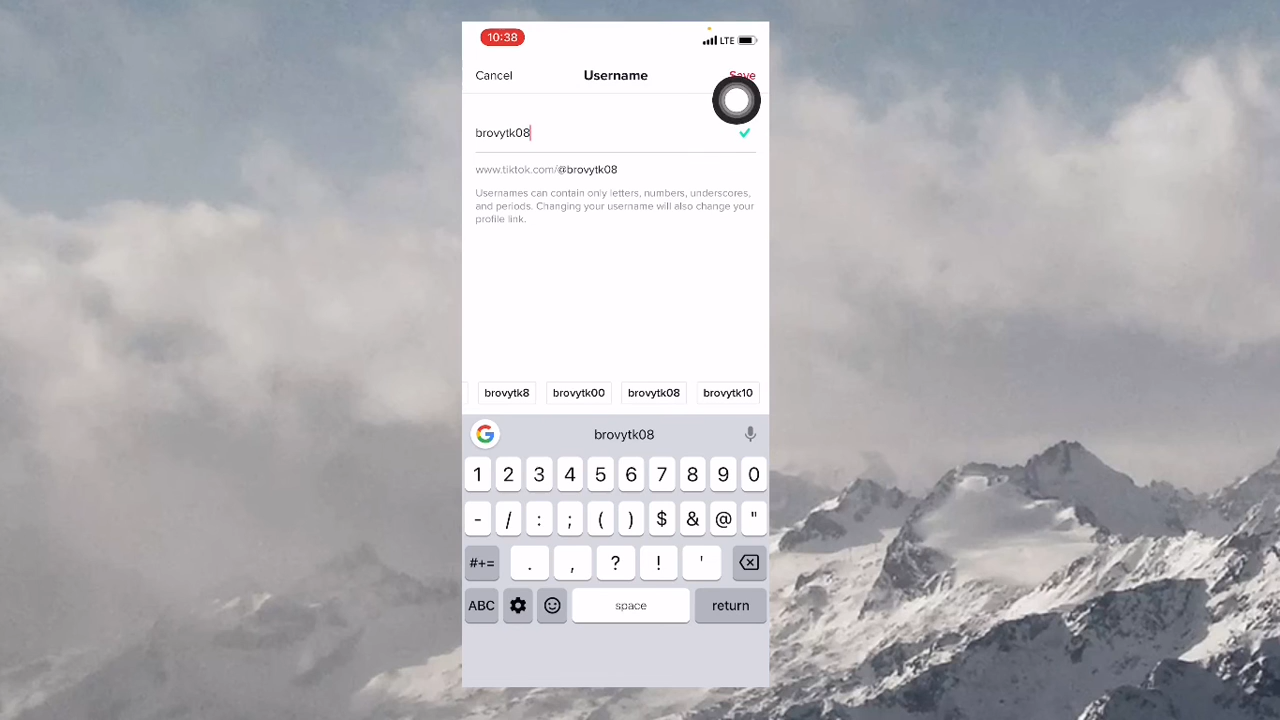 10:38 LTE
Cancel Username Save
brovytk08
www.tiktok.com/@brovytk08
Usernames can contain only letters, numbers, underscores,
and periods. Changing your username will also change your
profile link.
brovytk8 brovytk00 brovytk08 brovytk10
G brovytk08
1 2 3 4 5 6 7 8 9 0
- / : ; ( ) $ & @ "
#+= . , ? ! '
ABC space return